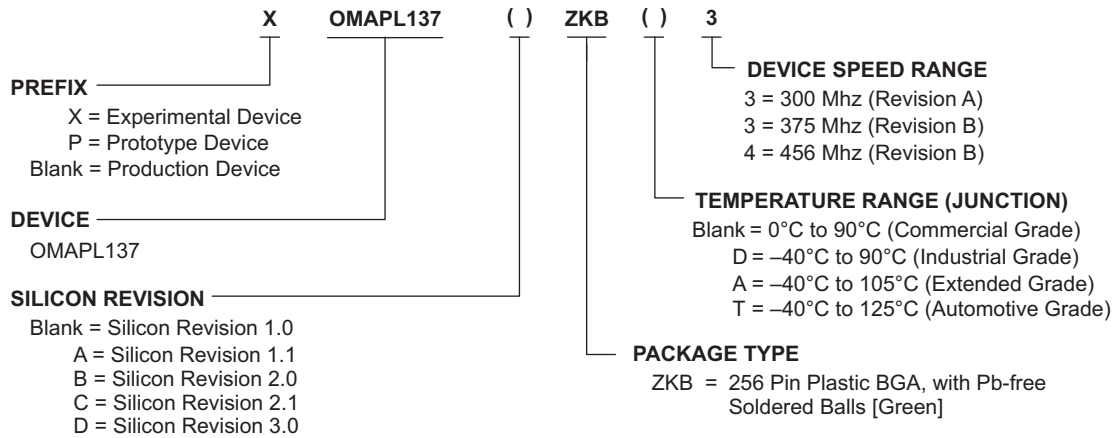 X OMAPL137 ( ) ZKB ( ) 3
PREFIX
X = Experimental Device
P = Prototype Device
Blank = Production Device
DEVICE
OMAPL137
SILICON REVISION
Blank = Silicon Revision 1.0
A = Silicon Revision 1.1
B = Silicon Revision 2.0
C = Silicon Revision 2.1
D = Silicon Revision 3.0
DEVICE SPEED RANGE
3 = 300 Mhz (Revision A)
3 = 375 Mhz (Revision B)
4 = 456 Mhz (Revision B)
TEMPERATURE RANGE (JUNCTION)
Blank = 0°C to 90°C (Commercial Grade)
D = –40°C to 90°C (Industrial Grade)
A = –40°C to 105°C (Extended Grade)
T = –40°C to 125°C (Automotive Grade)
PACKAGE TYPE
ZKB = 256 Pin Plastic BGA, with Pb-free
Soldered Balls [Green]